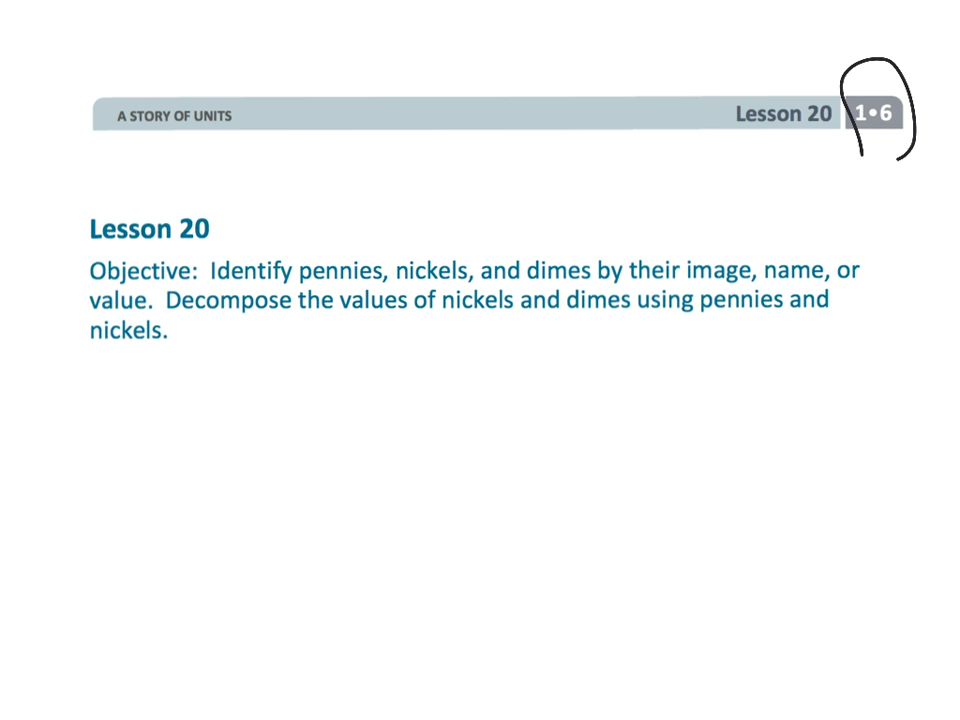 A STORY OF UNITS
Lesson 20
1•6
Lesson 20
Objective:  Identify pennies, nickels, and dimes by their image, name, or
value.  Decompose the values of nickels and dimes using pennies and
nickels.